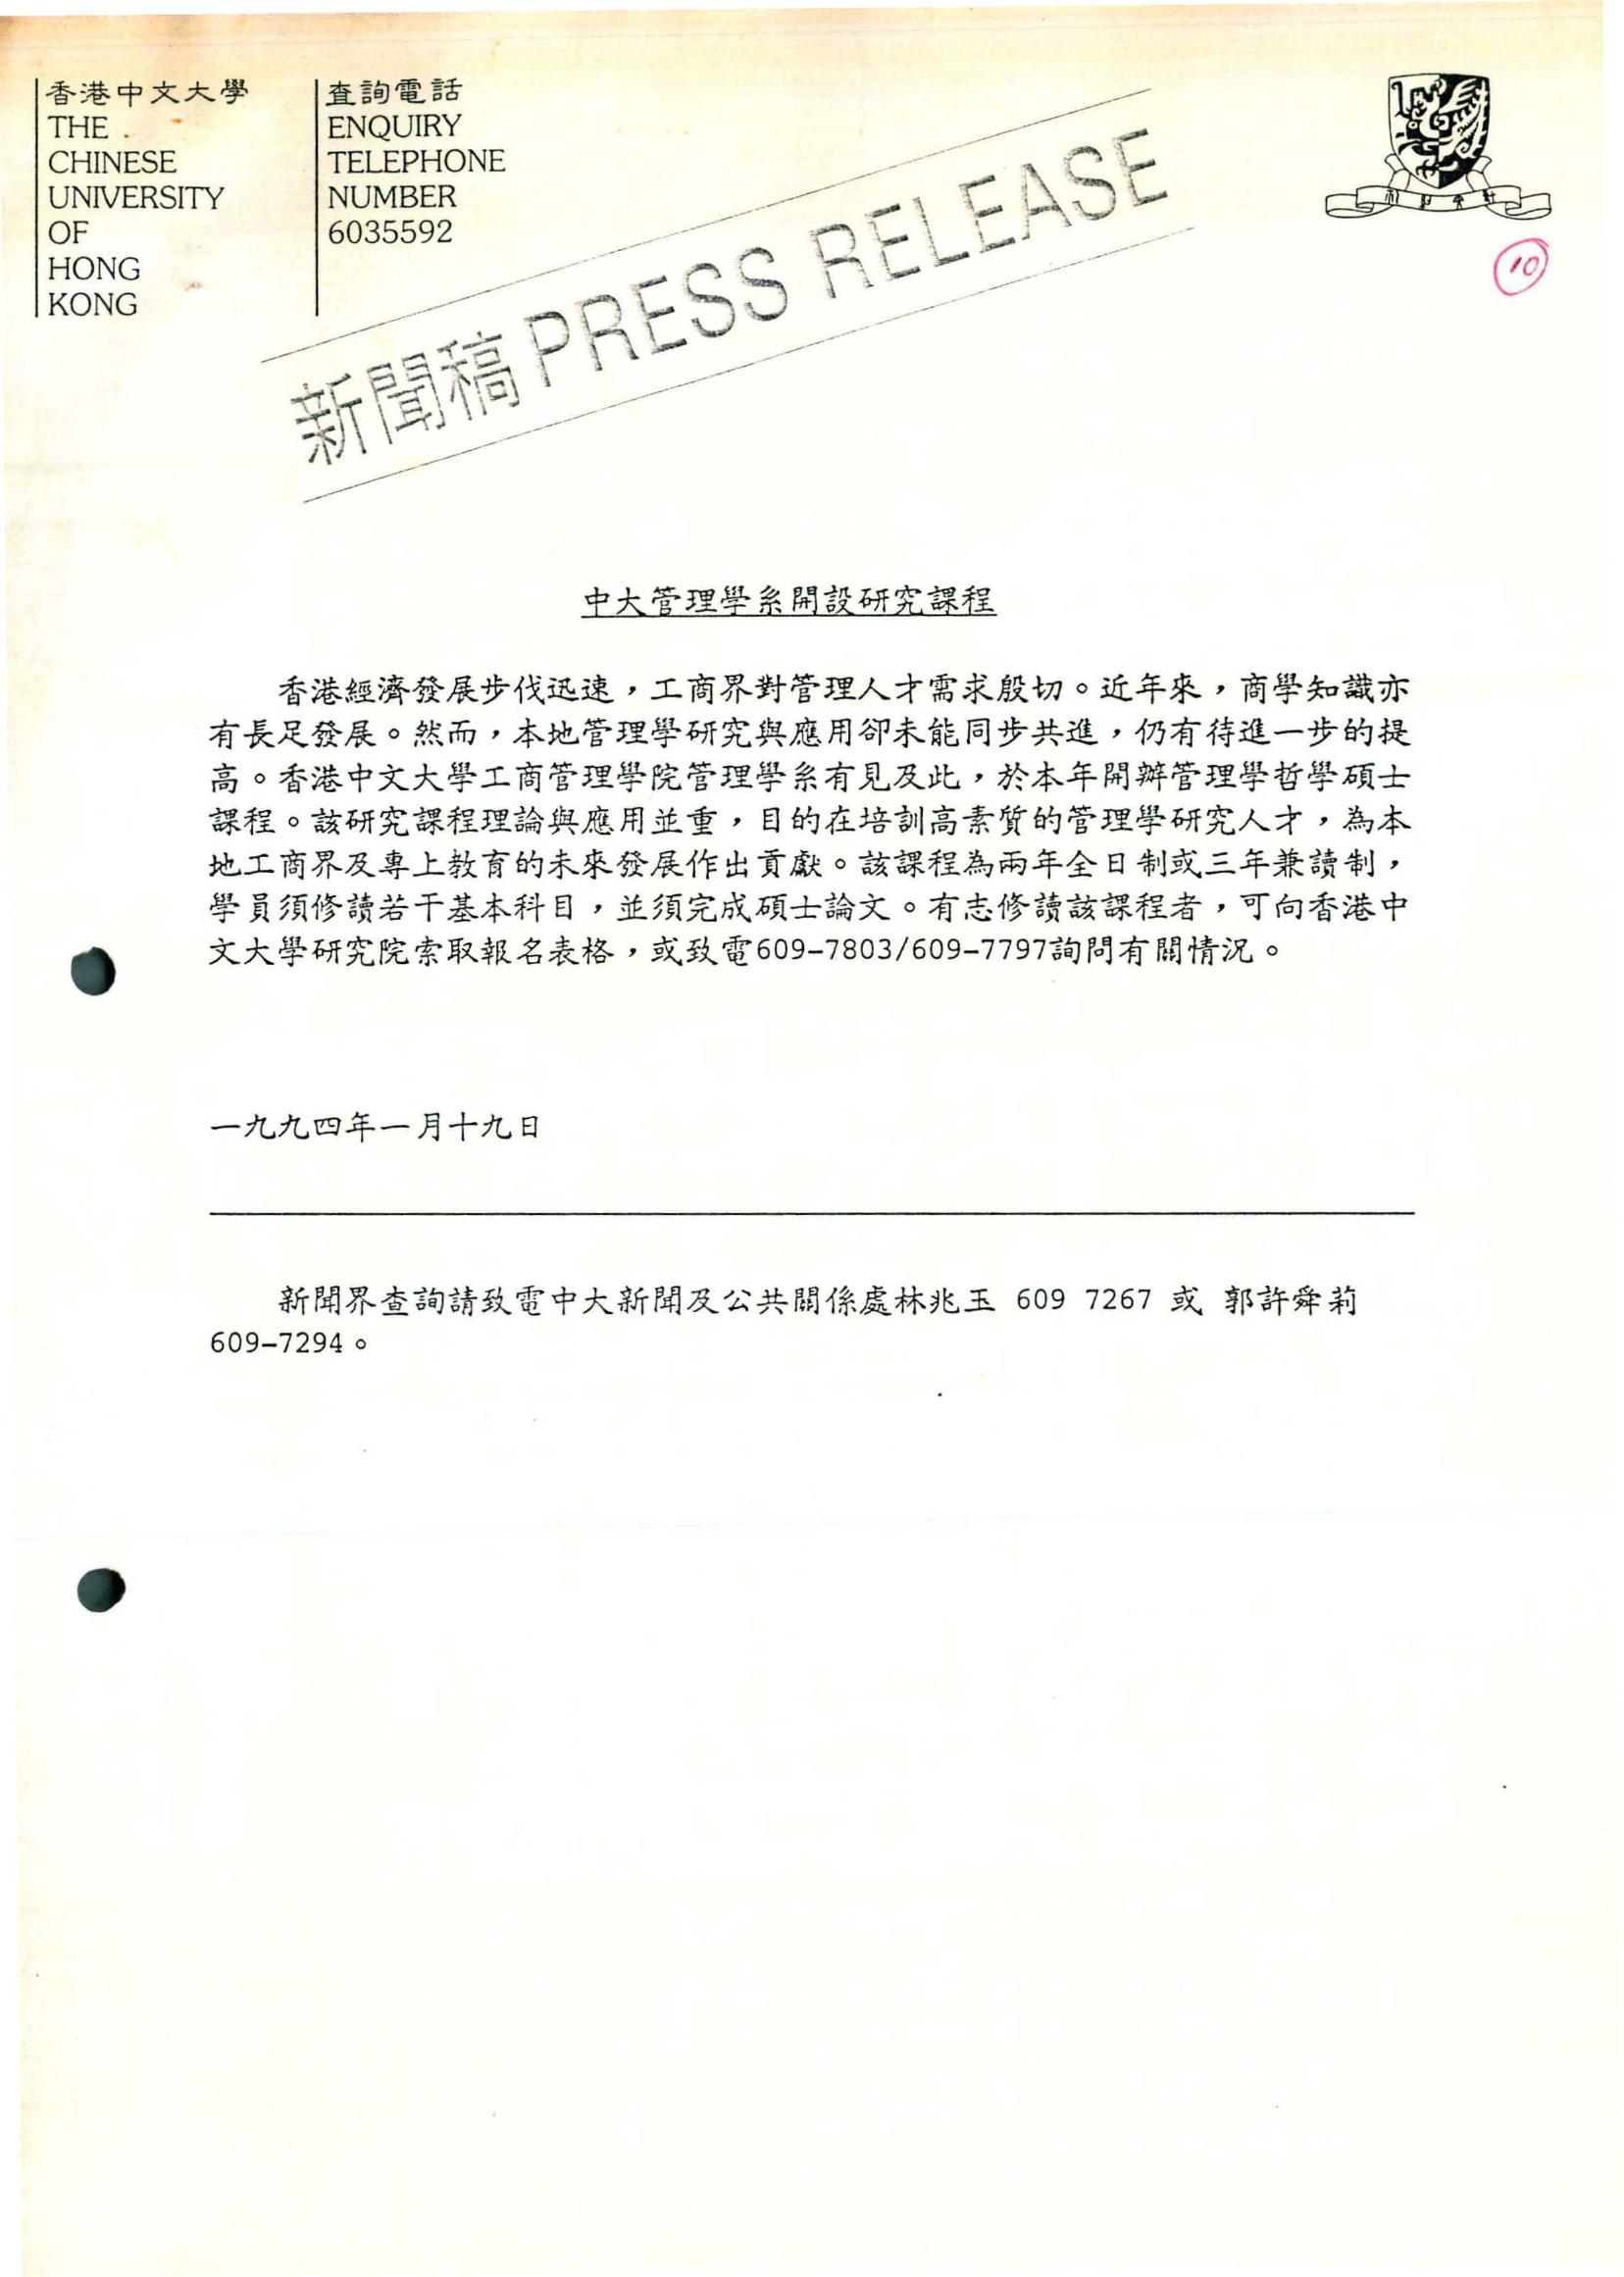 香港中文大學
THE
CHINESE
UNIVERSITY
OF
HONG
KONG
查詢電話
ENQUIRY
TELEPHONE
NUMBER
6035592
新聞稿 PRESS RELEASE
10
中大管理學系開設研究課程
香港經濟發展步伐迅速，工商界對管理人才需求殷切。近年來，商學知識亦
有長足發展。然而，本地管理學研究與應用卻未能同步共進，仍有待進一步的提
高。香港中文大學工商管理學院管理學系有見及此，於本年開辦管理學哲學碩士
課程。該研究課程理論與應用並重，目的在培訓高素質的管理學研究人才，為本
地工商界及專上教育的未來發展作出貢獻。該課程為兩年全日制或三年兼讀制，
學員須修讀若干基本科目，並須完成碩士論文。有志修讀該課程者，可向香港中
文大學研究院索取報名表格，或致電609-7803/609-7797詢問有關情況。
一九九四年一月十九日
新聞界查詢請致電中大新聞及公共關係處林兆玉 609 7267 或 郭許舜莉
609-7294。